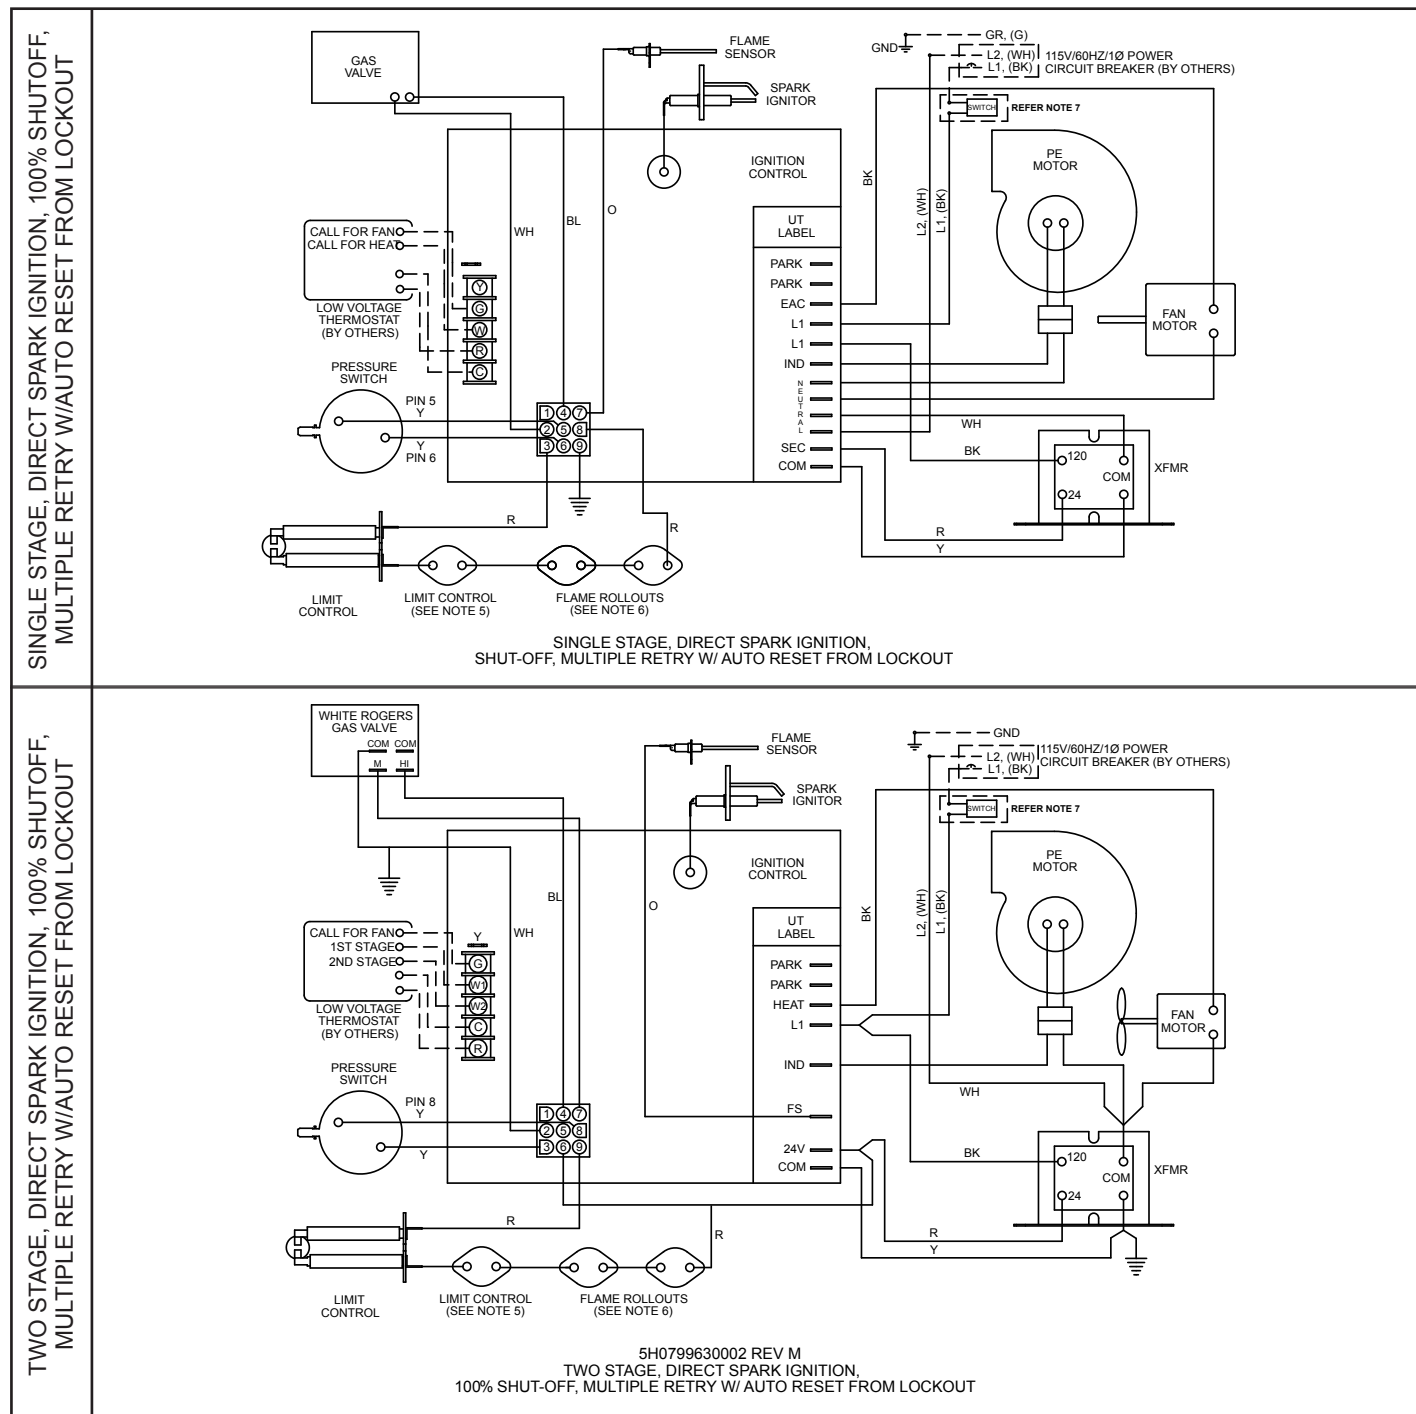 SINGLE STAGE, DIRECT SPARK IGNITION, 100% SHUTOFF,
MULTIPLE RETRY W/AUTO RESET FROM LOCKOUT
GAS
VALVE
FLAME
SENSOR
SPARK
IGNITOR
GND
GR, (G)
L2, (WH)
L1, (BK)
115V/60HZ/1Ø POWER
CIRCUIT BREAKER (BY OTHERS)
SWITCH
REFER NOTE 7
IGNITION
CONTROL
PE
MOTOR
BK
L2, (WH)
L1, (BK)
O
BL
WH
UT
LABEL
CALL FOR FAN
CALL FOR HEAT
LOW VOLTAGE
THERMOSTAT
(BY OTHERS)
Y
G
W
R
C
PARK
PARK
EAC
L1
L1
IND
NEUTRAL
SEC
COM
FAN
MOTOR
PRESSURE
SWITCH
PIN 5
Y
Y
PIN 6
1 4 7
2 5 8
3 6 9
WH
BK
120
COM
24
XFMR
R
Y
R
R
LIMIT
CONTROL
LIMIT CONTROL
(SEE NOTE 5)
FLAME ROLLOUTS
(SEE NOTE 6)
SINGLE STAGE, DIRECT SPARK IGNITION,
SHUT-OFF, MULTIPLE RETRY W/ AUTO RESET FROM LOCKOUT
TWO STAGE, DIRECT SPARK IGNITION, 100% SHUTOFF,
MULTIPLE RETRY W/AUTO RESET FROM LOCKOUT
WHITE ROGERS
GAS VALVE
COM COM
M HI
FLAME
SENSOR
SPARK
IGNITOR
GND
L2, (WH)
L1, (BK)
115V/60HZ/1Ø POWER
CIRCUIT BREAKER (BY OTHERS)
SWITCH
REFER NOTE 7
IGNITION
CONTROL
PE
MOTOR
BK
L2, (WH)
L1, (BK)
BL
O
WH
UT
LABEL
CALL FOR FAN
1ST STAGE
2ND STAGE
LOW VOLTAGE
THERMOSTAT
(BY OTHERS)
Y
G
W1
W2
C
R
PARK
PARK
HEAT
L1
IND
FS
24V
COM
FAN
MOTOR
PRESSURE
SWITCH
PIN 8
Y
Y
1 4 7
2 5 8
3 6 9
WH
BK
120
COM
24
XFMR
R
Y
R
R
LIMIT
CONTROL
LIMIT CONTROL
(SEE NOTE 5)
FLAME ROLLOUTS
(SEE NOTE 6)
5H0799630002 REV M
TWO STAGE, DIRECT SPARK IGNITION,
100% SHUT-OFF, MULTIPLE RETRY W/ AUTO RESET FROM LOCKOUT